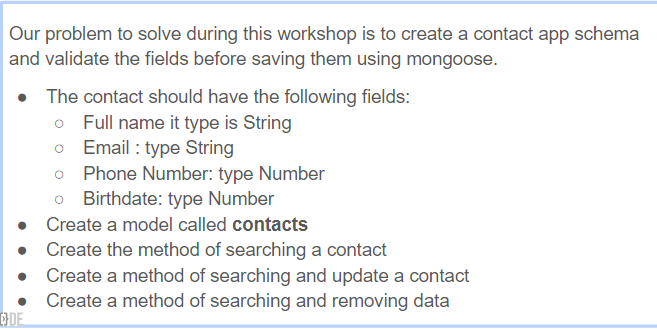 Our problem to solve during this workshop is to create a contact app schema
and validate the fields before saving them using mongoose.
● The contact should have the following fields:
○ Full name it type is String
○ Email : type String
○ Phone Number: type Number
○ Birthdate: type Number
● Create a model called contacts
● Create the method of searching a contact
● Create a method of searching and update a contact
● Create a method of searching and removing data
DE